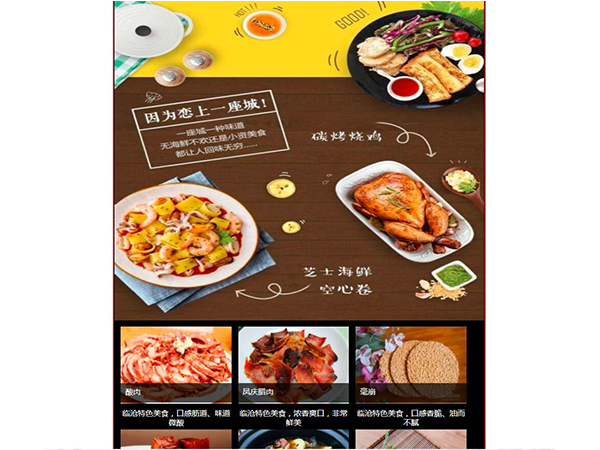 HOT!!!
GOOD!
因为恋上一座城!
一座城一种味道
无海鲜不欢还是小资美食
都让人回味无穷......
碳烤烧鸡
芝士海鲜
空心卷
酸肉
凤庆腊肉
毫崩
临沧特色美食，口感筋道、味道
微酸
临沧特色美食，浓香爽口，非常
鲜美
临沧特色美食，口感香脆、油而
不腻